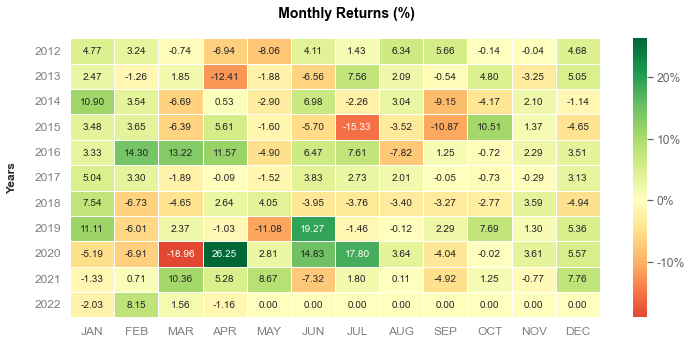 Monthly Returns (%)
2012 4.77 3.24 -0.74 -6.94 -8.06 4.11 1.43 6.34 5.66 -0.14 -0.04 4.68
2013 2.47 -1.26 1.85 -12.41 -1.88 -6.56 7.56 2.09 -0.54 4.80 -3.25 5.05
2014 10.90 3.54 -6.69 0.53 -2.90 6.98 -2.26 3.04 -9.15 -4.17 2.10 -1.14
2015 3.48 3.65 -6.39 5.61 -1.60 -5.70 -15.33 -3.52 -10.87 10.51 1.37 -4.65
2016 3.33 14.30 13.22 11.57 -4.90 6.47 7.61 -7.82 1.25 -0.72 2.29 3.51
2017 5.04 3.30 -1.89 -0.09 -1.52 3.83 2.73 2.01 -0.05 -0.73 -0.29 3.13
2018 7.54 -6.73 -4.65 2.64 4.05 -3.95 -3.76 -3.40 -3.27 -2.77 3.59 -4.94
2019 11.11 -6.01 2.37 -1.03 -11.08 19.27 -1.46 -0.12 2.29 7.69 1.30 5.36
2020 -5.19 -6.91 -18.96 26.25 2.81 14.83 17.80 3.64 -4.04 -0.02 3.61 5.57
2021 -1.33 0.71 10.36 5.28 8.67 -7.32 1.80 0.11 -4.92 1.25 -0.77 7.76
2022 -2.03 8.15 1.56 -1.16 0.00 0.00 0.00 0.00 0.00 0.00 0.00 0.00
JAN FEB MAR APR MAY JUN JUL AUG SEP OCT NOV DEC
Years
20%
10%
0%
-10%